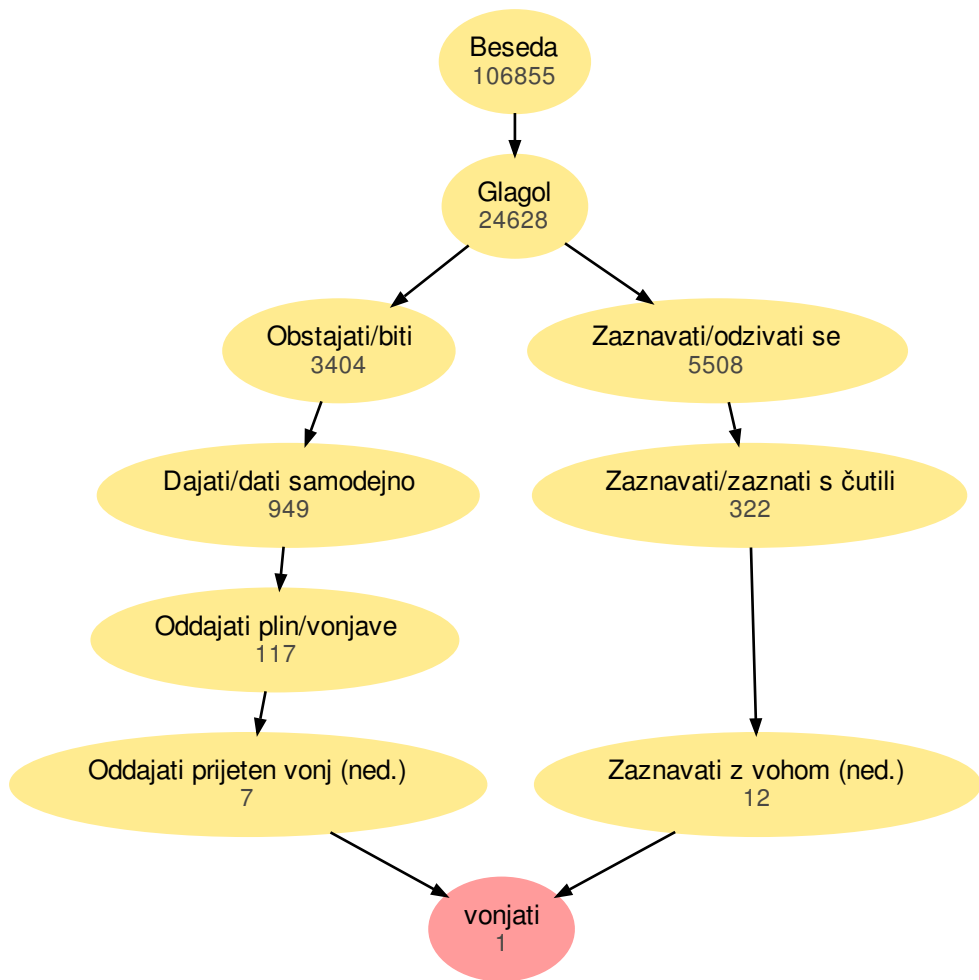 Beseda
106855
Glagol
24628
Obstajati/biti
3404
Zaznavati/odzivati se
5508
Dajati/dati samodejno
949
Zaznavati/zaznati s čutili
322
Oddajati plin/vonjave
117
Oddajati prijeten vonj (ned.)
7
Zaznavati z vohom (ned.)
12
vonjati
1